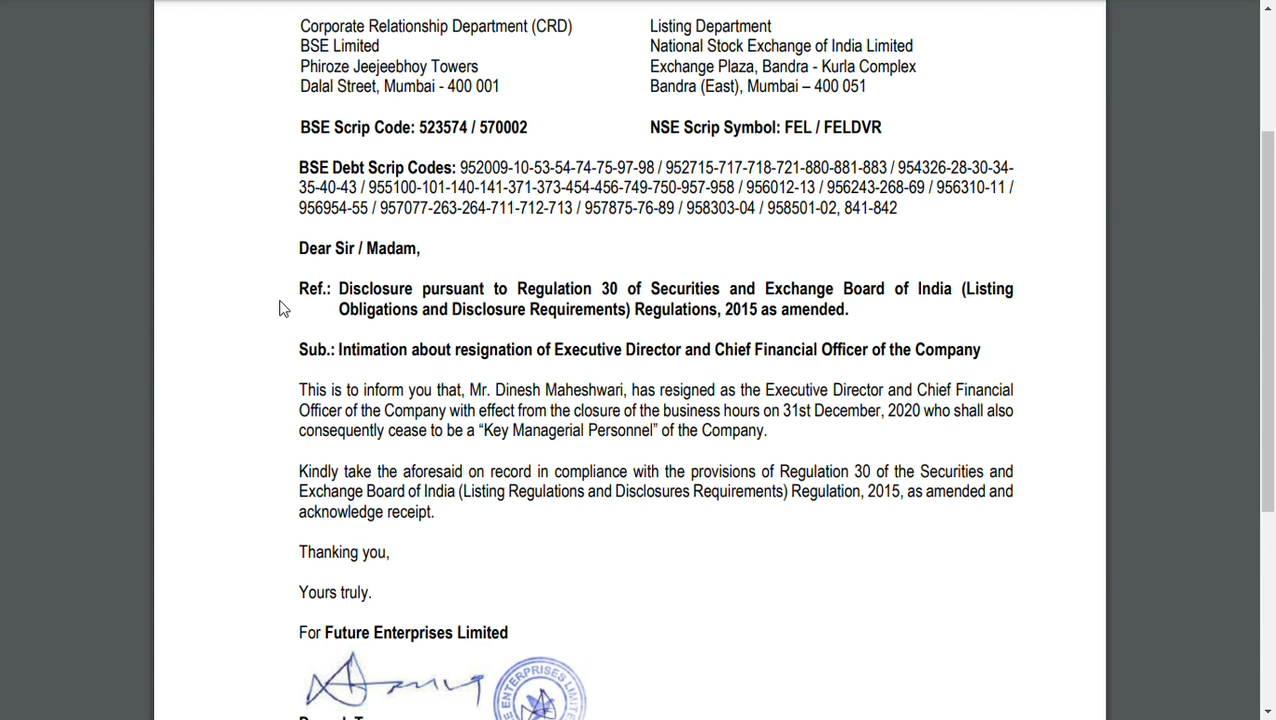 Corporate Relationship Department (CRD)
BSE Limited
Phiroze Jeejeebhoy Towers
Dalal Street, Mumbai - 400 001
Listing Department
National Stock Exchange of India Limited
Exchange Plaza, Bandra - Kurla Complex
Bandra (East), Mumbai – 400 051
BSE Scrip Code: 523574 / 570002
NSE Scrip Symbol: FEL / FELDVR
BSE Debt Scrip Codes: 952009-10-53-54-74-75-97-98 / 952715-717-718-721-880-881-883 / 954326-28-30-34-
35-40-43 / 955100-101-140-141-371-373-454-456-749-750-957-958 / 956012-13 / 956243-268-69 / 956310-11 /
956954-55 / 957077-263-264-711-712-713 / 957875-76-89 / 958303-04 / 958501-02, 841-842
Dear Sir / Madam,
Ref.: Disclosure pursuant to Regulation 30 of Securities and Exchange Board of India (Listing
Obligations and Disclosure Requirements) Regulations, 2015 as amended.
Sub.: Intimation about resignation of Executive Director and Chief Financial Officer of the Company
This is to inform you that, Mr. Dinesh Maheshwari, has resigned as the Executive Director and Chief Financial
Officer of the Company with effect from the closure of the business hours on 31st December, 2020 who shall also
consequently cease to be a “Key Managerial Personnel” of the Company.
Kindly take the aforesaid on record in compliance with the provisions of Regulation 30 of the Securities and
Exchange Board of India (Listing Regulations and Disclosures Requirements) Regulation, 2015, as amended and
acknowledge receipt.
Thanking you,
Yours truly.
For Future Enterprises Limited
ENTERPRISES